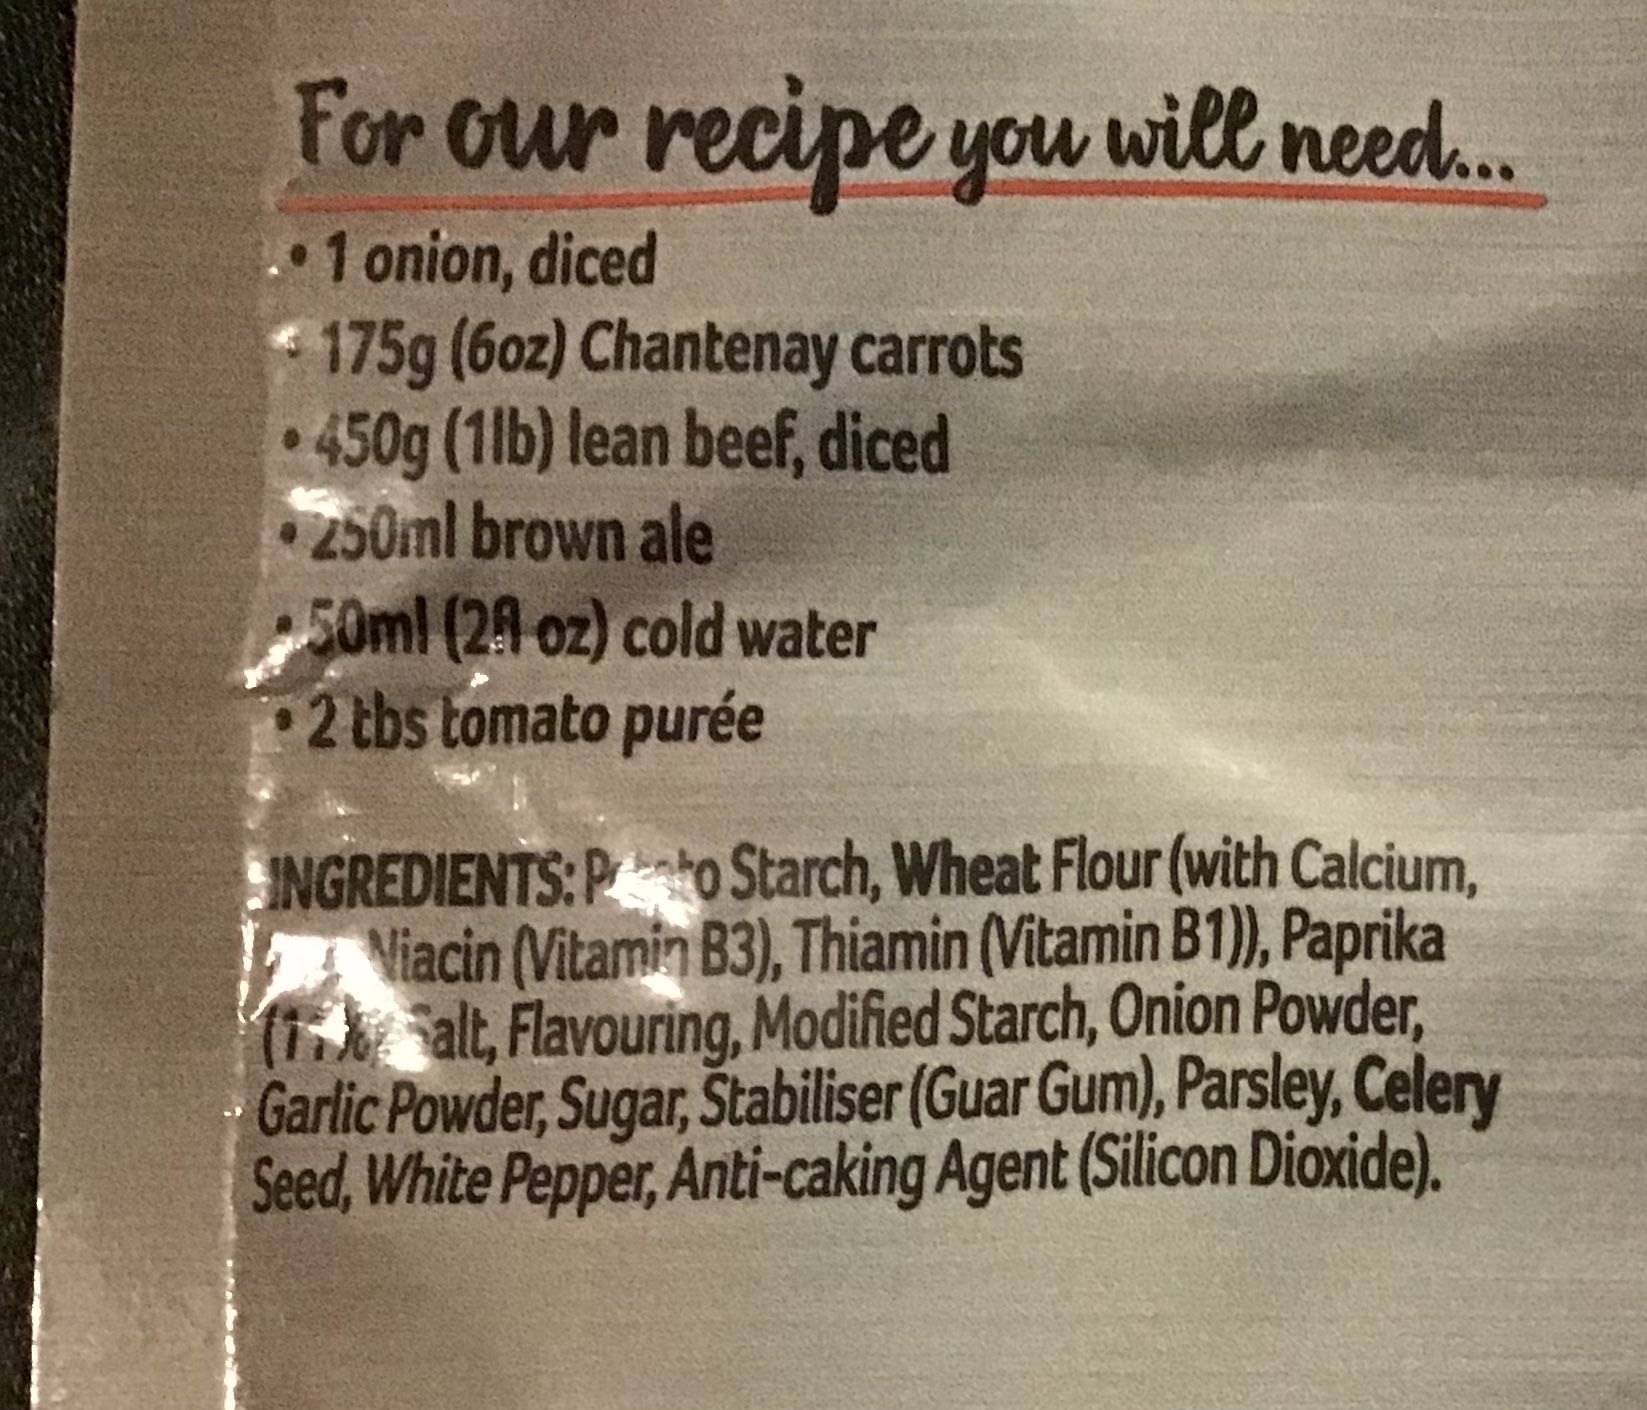 For our recipe you will need...
• 1 onion, diced
• 175g (6oz) Chantenay carrots
• 450g (1lb) lean beef, diced
• 250ml brown ale
• 50ml (2fl oz) cold water
• 2 tbs tomato purée
INGREDIENTS: Starch, Wheat Flour (with Calcium,
Niacin (Vitamin B3), Thiamin (Vitamin B1)), Paprika
Salt, Flavouring, Modified Starch, Onion Powder,
Garlic Powder, Sugar, Stabiliser (Guar Gum), Parsley, Celery
Seed, White Pepper, Anti-caking Agent (Silicon Dioxide).